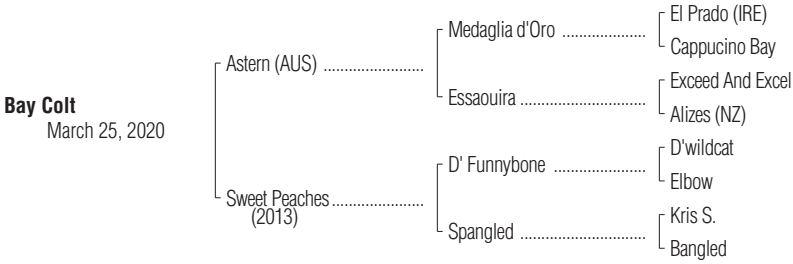 El Prado (IRE)
Medaglia d'Oro ......................
Cappucino Bay
Astern (AUS) ........................
Exceed And Excel
Essaouira ..............................
Alizes (NZ)
Bay Colt
March 25, 2020
D'wildcat
D' Funnybone ......................
Elbow
Sweet Peaches ......................
(2013)
Kris S.
Spangled ..............................
Bangled